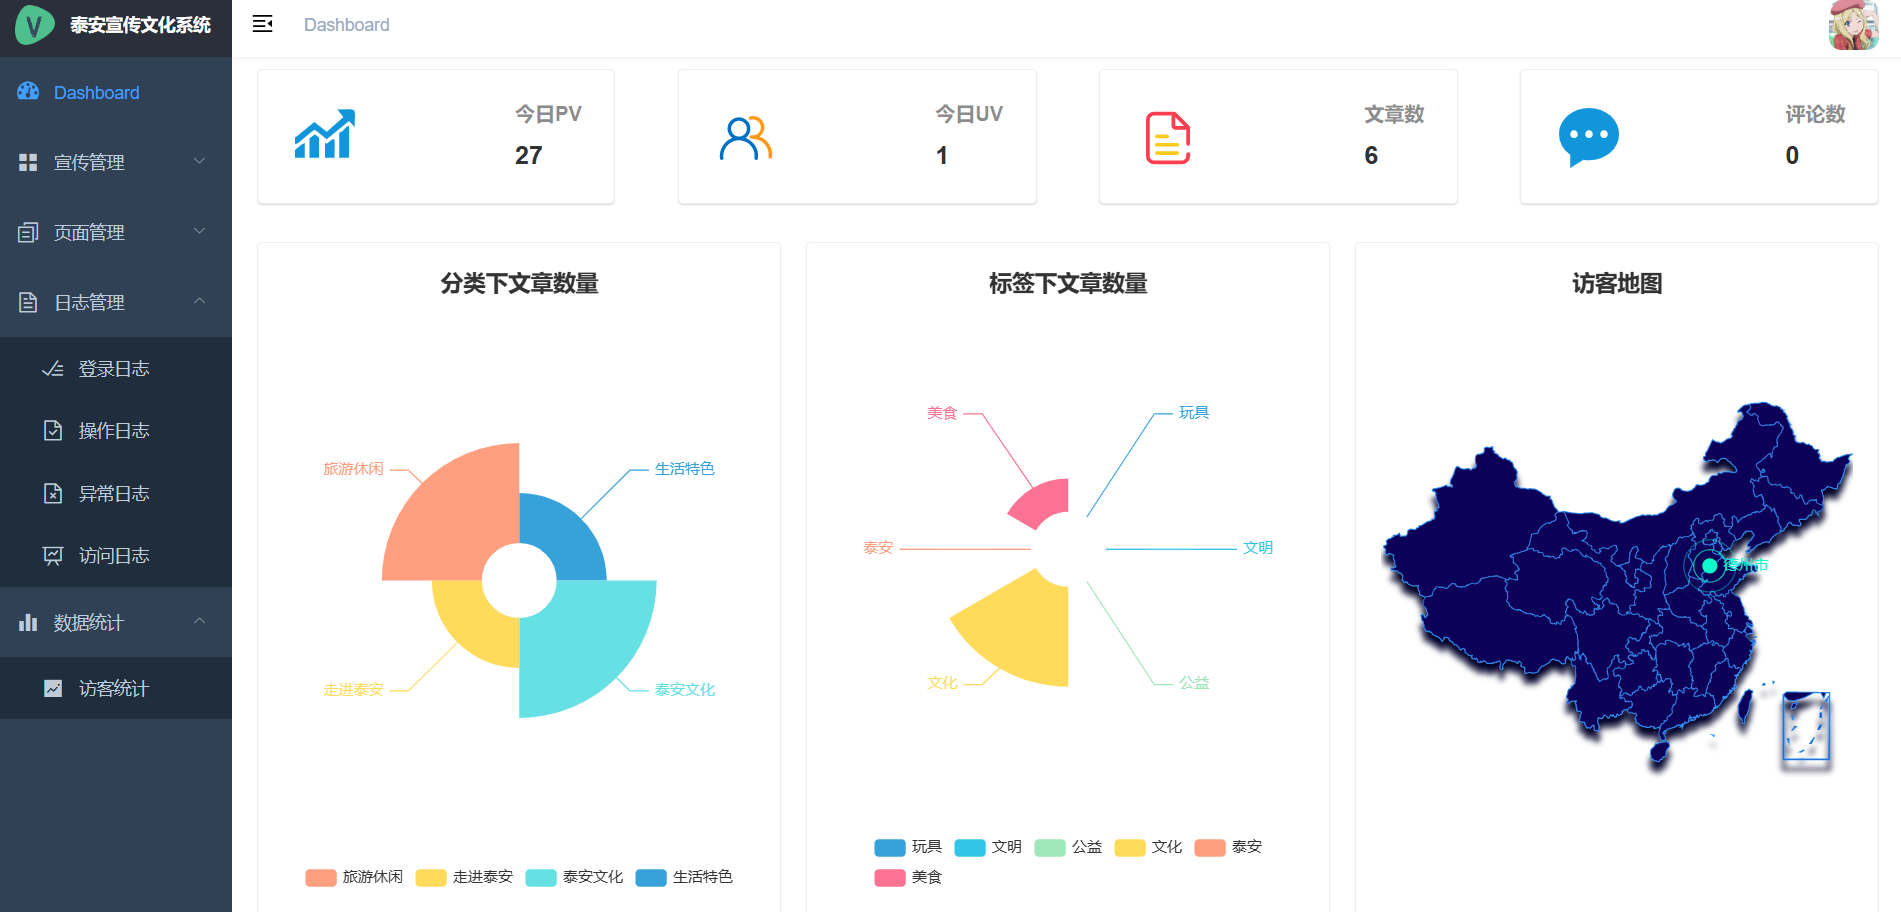 泰安宣传文化系统
Dashboard
Dashboard
宣传管理
页面管理
日志管理
登录日志
操作日志
异常日志
访问日志
数据统计
访客统计
今日PV
27
今日UV
1
文章数
6
评论数
0
分类下文章数量
旅游休闲
生活特色
走进泰安
泰安文化
旅游休闲 走进泰安 泰安文化 生活特色
标签下文章数量
美食
玩具
泰安
文明
文化
公益
玩具 文明 公益 文化 泰安
美食
访客地图